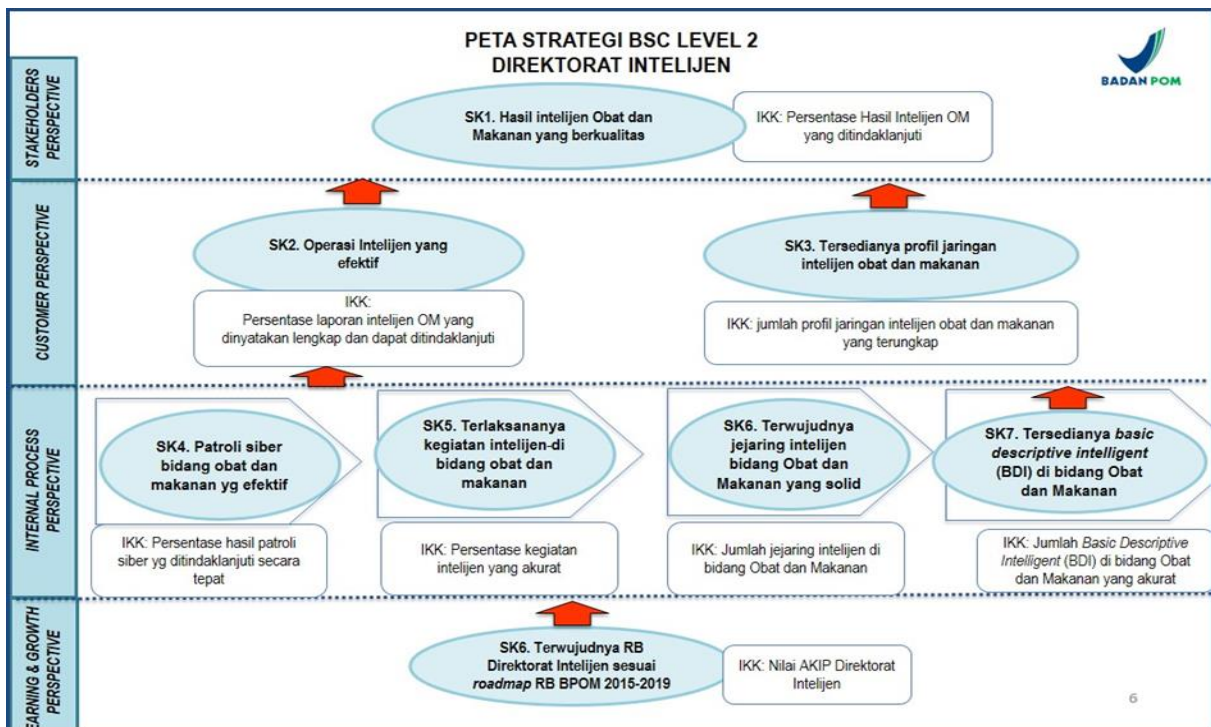 PETA STRATEGI BSC LEVEL 2
DIREKTORAT INTELIJEN
BADAN POM
STAKEHOLDERS
PERSPECTIVE
SK1. Hasil intelijen Obat dan
Makanan yang berkualitas
IKK: Persentase Hasil Intelijen OM
yang ditindaklanjuti
CUSTOMER PERSPECTIVE
SK2. Operasi Intelijen yang
efektif
IKK:
Persentase laporan intelijen OM yang
dinyatakan lengkap dan dapat ditindaklanjuti
SK3. Tersedianya profil jaringan
intelijen obat dan makanan
IKK: jumlah profil jaringan intelijen obat dan makanan
yang terungkap
INTERNAL PROCESS
PERSPECTIVE
SK4. Patroli siber
bidang obat dan
makanan yg efektif
IKK: Persentase hasil patroli
siber yg ditindaklanjuti secara
tepat
SK5. Terlaksananya
kegiatan intelijen-di
bidang obat dan
makanan
IKK: Persentase kegiatan
intelijen yang akurat
SK6. Terwujudnya
jejaring intelijen
bidang Obat dan
Makanan yang solid
IKK: Jumlah jejaring intelijen di
bidang Obat dan Makanan
SK7. Tersedianya basic
descriptive intelligent
(BDI) di bidang Obat
dan Makanan
IKK: Jumlah Basic Descriptive
Intelligent (BDI) di bidang Obat
dan Makanan yang akurat
EARNING & GROWTH
PERSPECTIVE
SK6. Terwujudnya RB
Direktorat Intelijen sesuai
roadmap RB BPOM 2015-2019
IKK: Nilai AKIP Direktorat
Intelijen
6